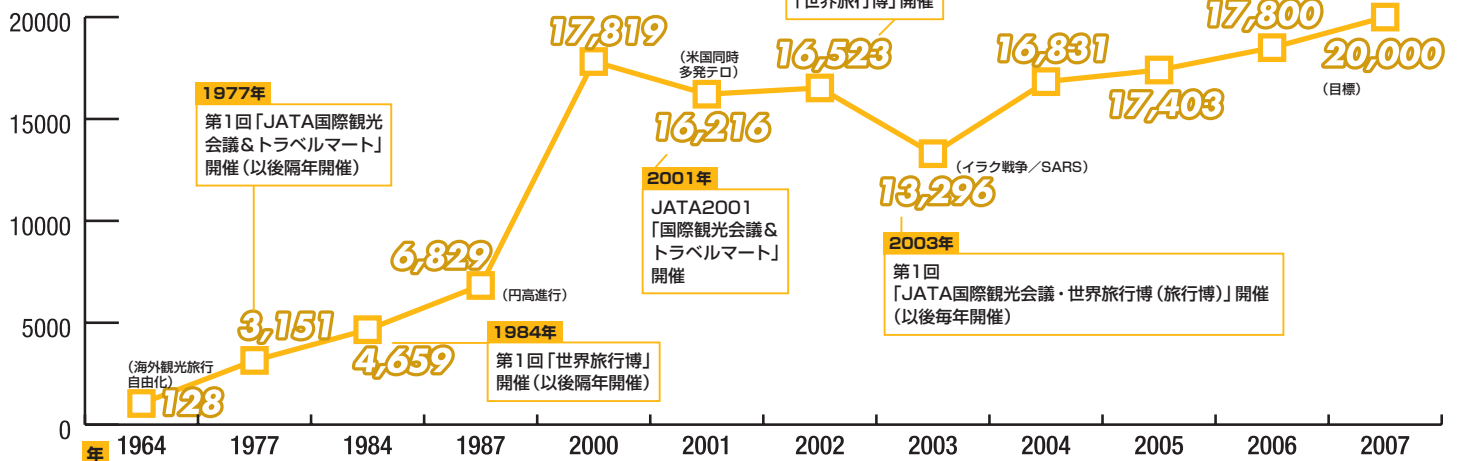 「世界旅行博」開催
20000
15000
10000
5000
0
17,819
(米国同時
多発テロ)
16,523
16,831
17,800
20,000
(目標)
17,403
16,216
1977年
第1回「JATA国際観光
会議&トラベルマート」
開催(以後隔年開催)
2001年
JATA2001
「国際観光会議&
トラベルマート」
開催
13,296
(イラク戦争/SARS)
2003年
第1回
「JATA国際観光会議・世界旅行博(旅行博)」開催
(以後毎年開催)
6,829
(円高進行)
3,151
4,659
1984年
第1回「世界旅行博」
開催(以後隔年開催)
(海外観光旅行
自由化)
128
年
1964
1977
1984
1987
2000
2001
2002
2003
2004
2005
2006
2007